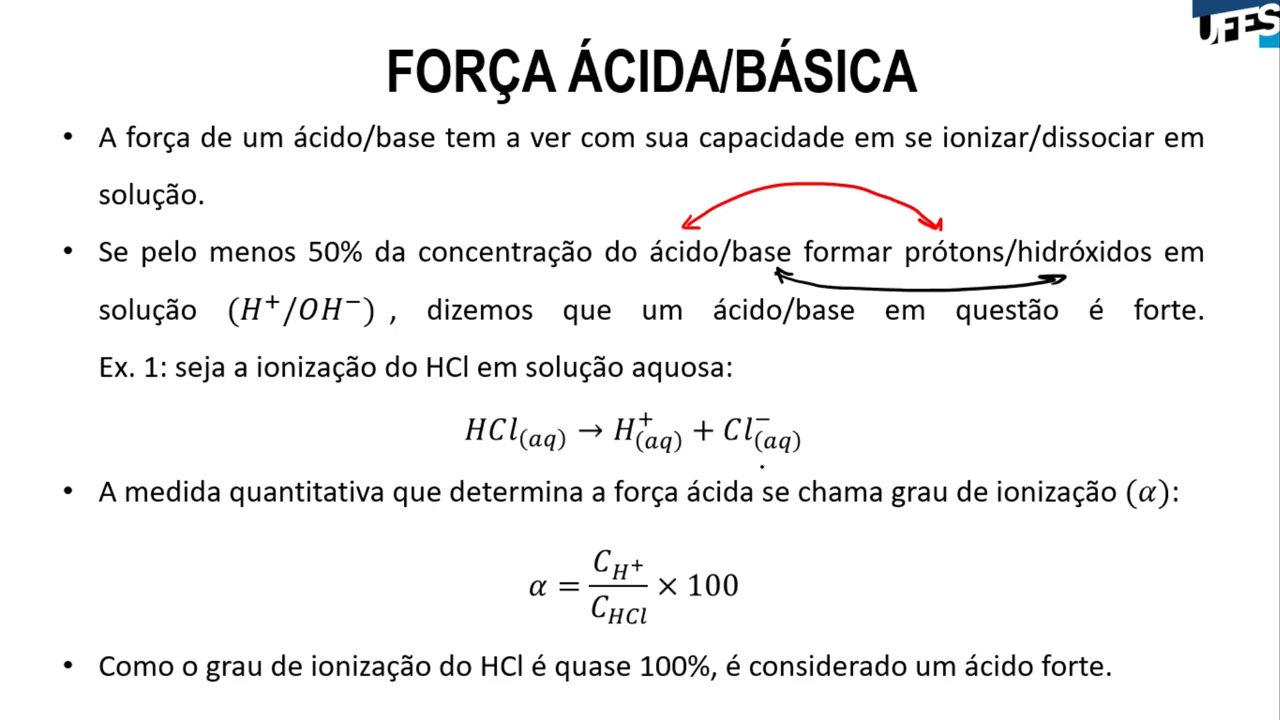 UFES
FORÇA ÁCIDA/BÁSICA
• A força de um ácido/base tem a ver com sua capacidade em se ionizar/dissociar em
solução.
• Se pelo menos 50% da concentração do ácido/base formar prótons/hidróxidos em
solução (H⁺/OH⁻) , dizemos que um ácido/base em questão é forte.
Ex. 1: seja a ionização do HCl em solução aquosa:
HCl₍aq₎ → H⁺₍aq₎ + Cl⁻₍aq₎
• A medida quantitativa que determina a força ácida se chama grau de ionização (α):
α = C_H⁺ / C_HCl × 100
• Como o grau de ionização do HCl é quase 100%, é considerado um ácido forte.